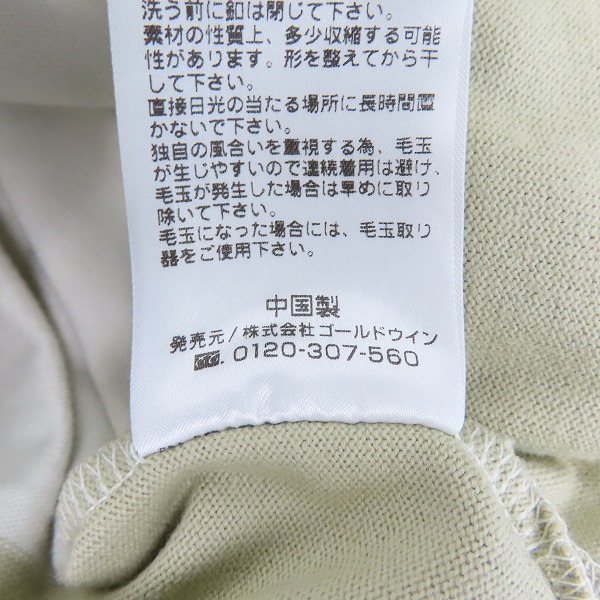 洗う前に釦は閉じて下さい。
素材の性質上、多少収縮する可能
性があります。形を整えてから干
して下さい。
直接日光の当たる場所に長時間置
かないで下さい。
独自の風合いを重視する為、毛玉
が生じやすいので連続着用は避け、
毛玉が発生した場合は早めに取り
除いて下さい。
毛玉になった場合には、毛玉取り
器をご使用下さい。
中国製
発売元/株式会社ゴールドウイン
0120-307-560